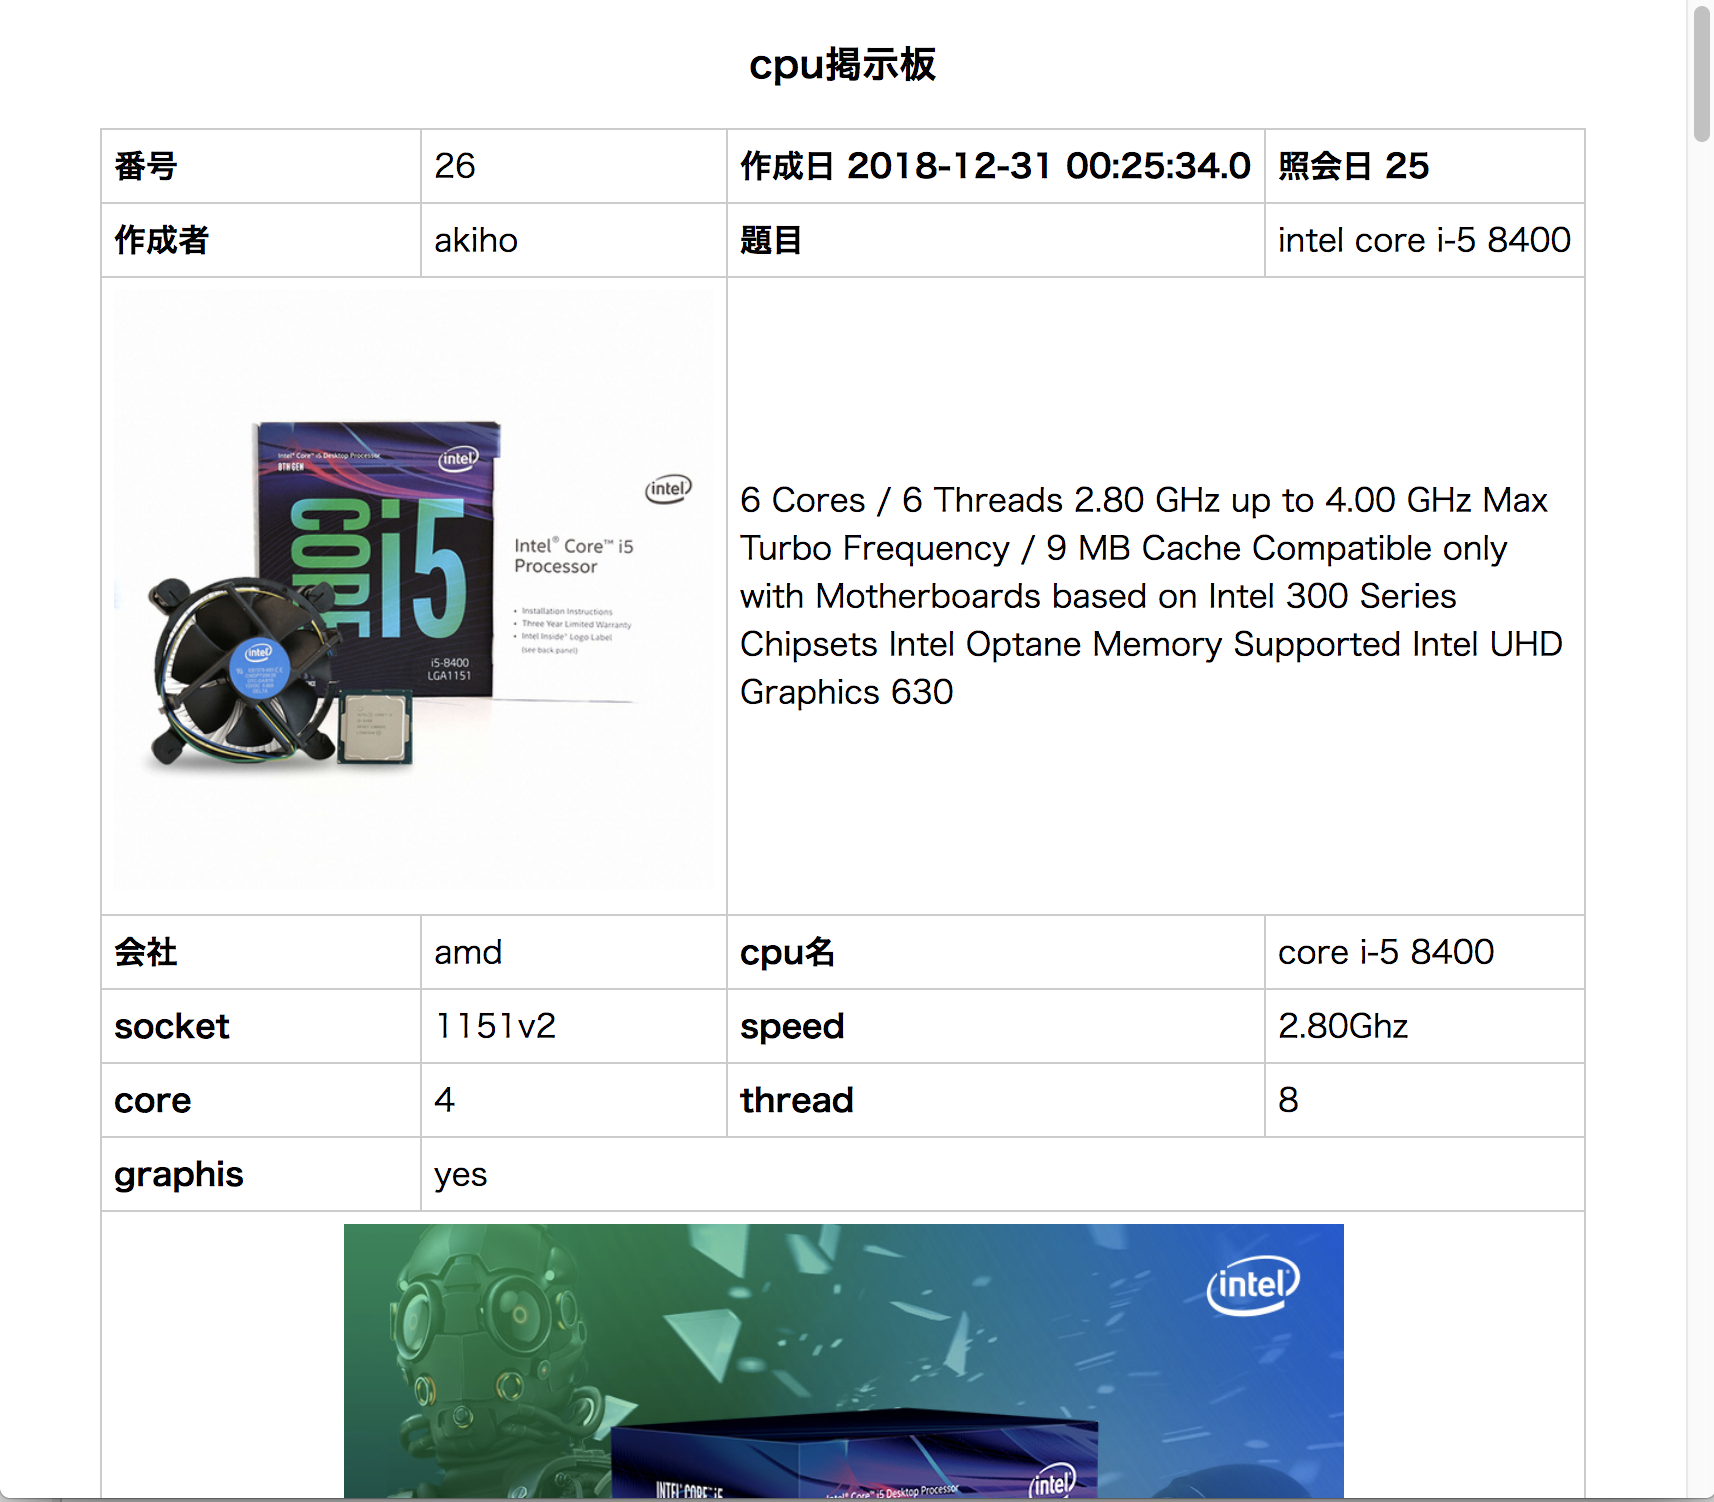 cpu掲示板
番号 26 作成日 2018-12-31 00:25:34.0 照会日 25
作成者 akiho 題目 intel core i-5 8400
Intel® Core™ i5 Desktop Processor
8TH GEN
intel
CORE i5
i5-8400
LGA1151
intel
intel
Intel® Core™ i5
Processor
• Installation Instructions
• Three Year Limited Warranty
• Intel Inside® Logo Label
(see back panel)
6 Cores / 6 Threads 2.80 GHz up to 4.00 GHz Max
Turbo Frequency / 9 MB Cache Compatible only
with Motherboards based on Intel 300 Series
Chipsets Intel Optane Memory Supported Intel UHD
Graphics 630
会社 amd cpu名 core i-5 8400
socket 1151v2 speed 2.80Ghz
core 4 thread 8
graphis yes
intel
INTEL® CORE™ i5
Intel® Core™ i5 Desktop Processor
intel